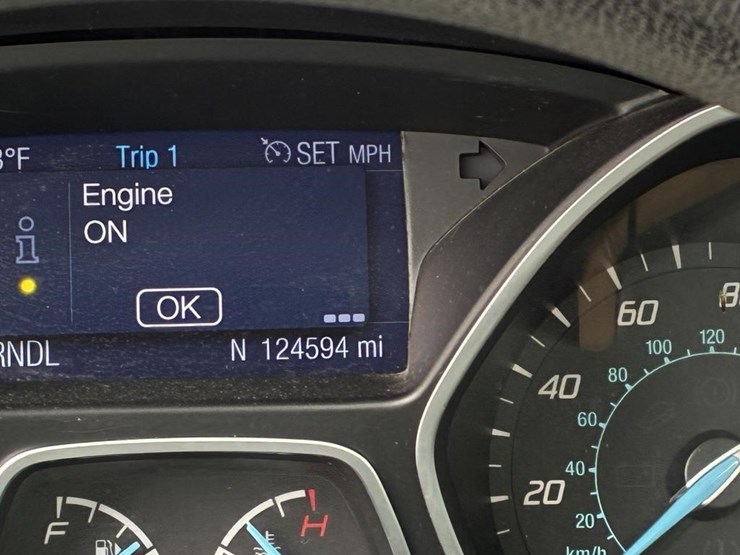 Trip 1 SET MPH
Engine
ON
i
OK
RNDL N 124594 mi
60
40
20
120
100
80
60
40
20
km/h
F
H